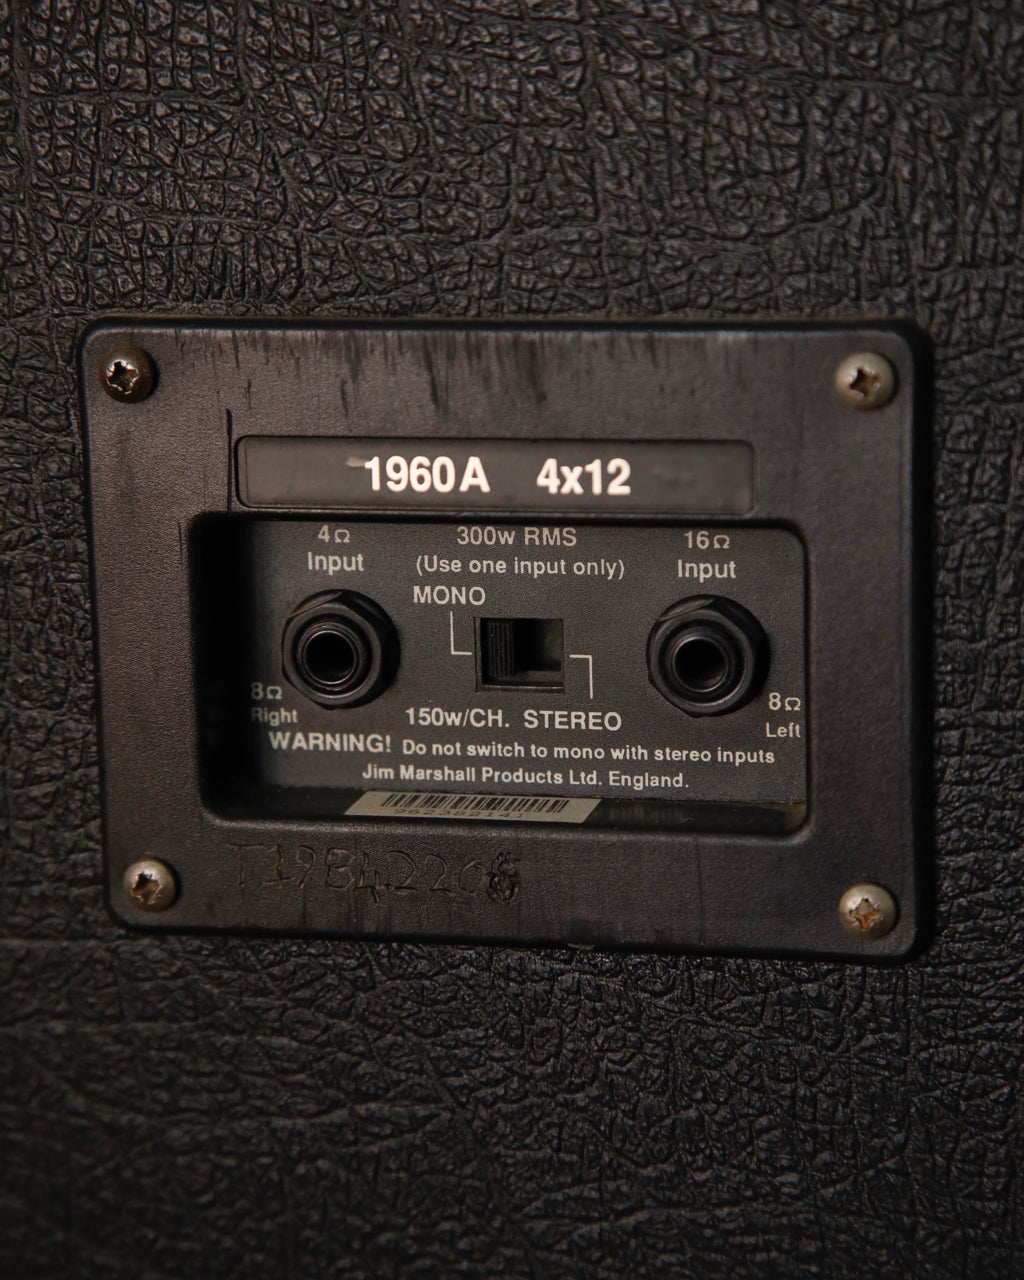 1960A 4x12
4Ω 300w RMS 16Ω
Input (Use one input only) Input
MONO
8Ω 8Ω
Right 150w/CH. STEREO Left
WARNING! Do not switch to mono with stereo inputs
Jim Marshall Products Ltd. England.